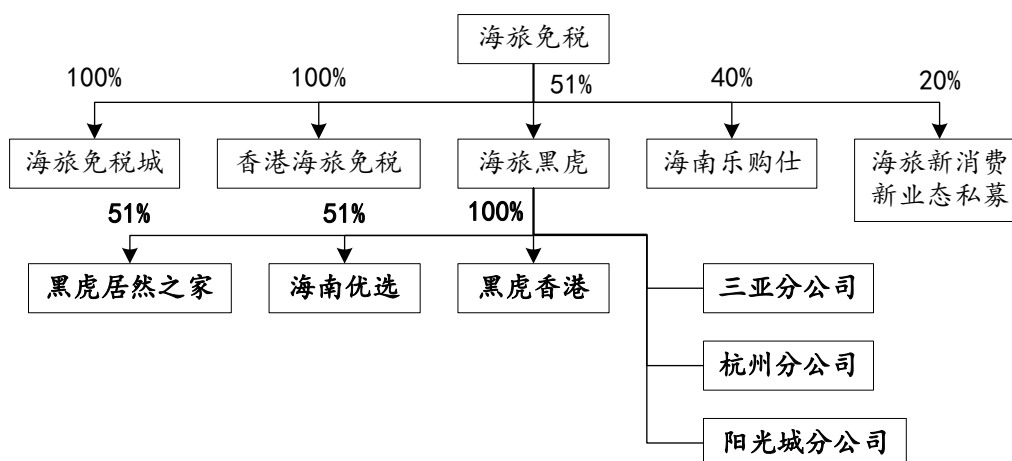 海旅免税
100%
100%
51%
40%
20%
海旅免税城
香港海旅免税
海旅黑虎
海南乐购仕
海旅新消费
新业态私募
51%
51%
100%
黑虎居然之家
海南优选
黑虎香港
三亚分公司
杭州分公司
阳光城分公司